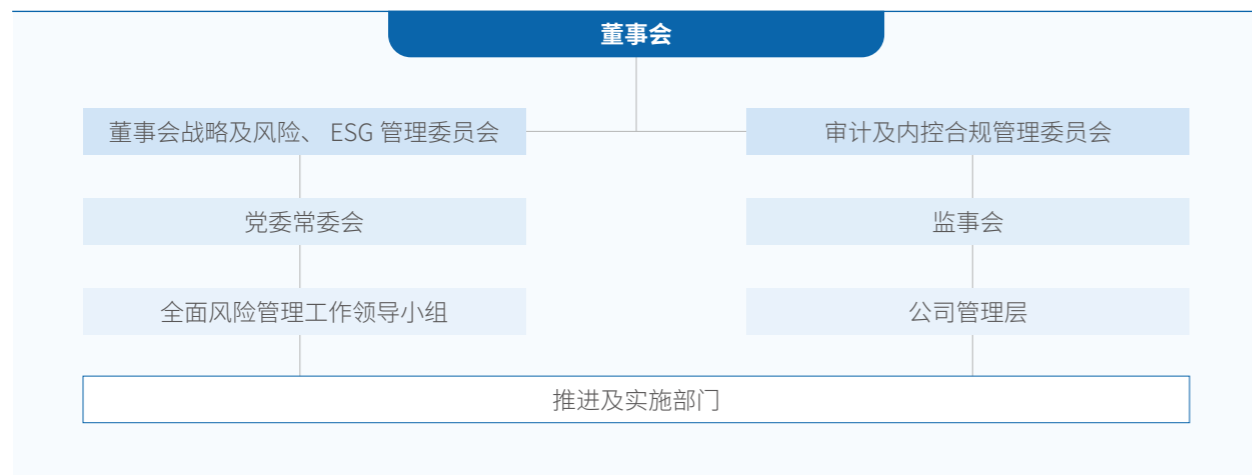 董事会
董事会战略及风险、 ESG 管理委员会
审计及内控合规管理委员会
党委常委会
监事会
全面风险管理工作领导小组
公司管理层
推进及实施部门